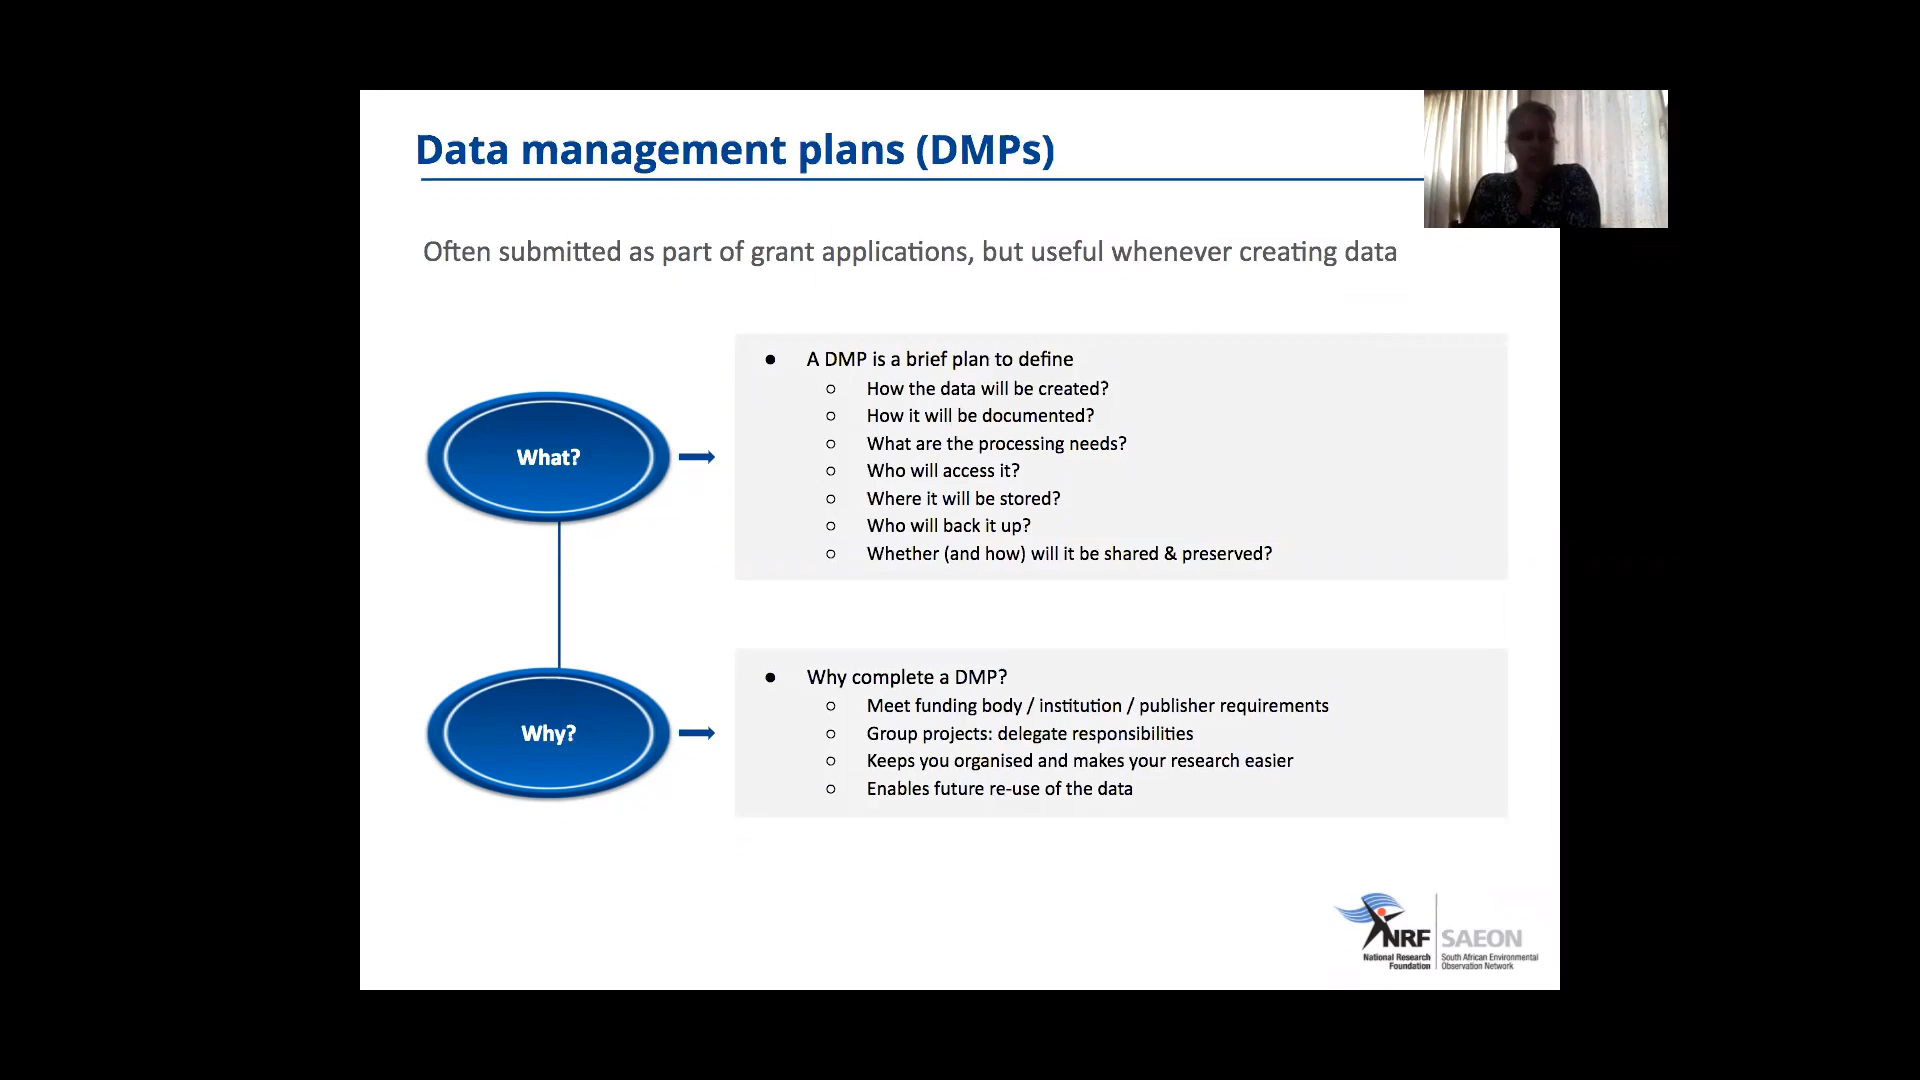 Data management plans (DMPs)
Often submitted as part of grant applications, but useful whenever creating data
What?
● A DMP is a brief plan to define
○ How the data will be created?
○ How it will be documented?
○ What are the processing needs?
○ Who will access it?
○ Where it will be stored?
○ Who will back it up?
○ Whether (and how) will it be shared & preserved?
Why?
● Why complete a DMP?
○ Meet funding body / institution / publisher requirements
○ Group projects: delegate responsibilities
○ Keeps you organised and makes your research easier
○ Enables future re-use of the data
NRF
National Research
Foundation
SAEON
South African Environmental
Observation Network